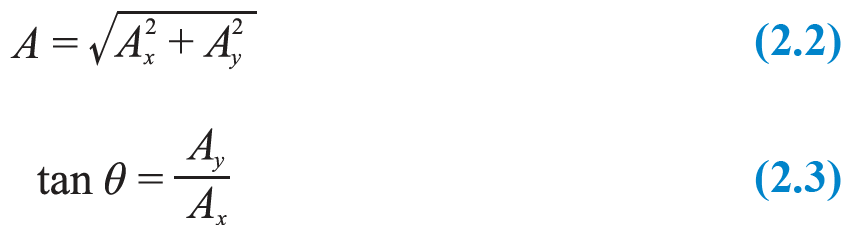 A = √(A_x^2 + A_y^2) (2.2)
tan θ = A_y / A_x (2.3)